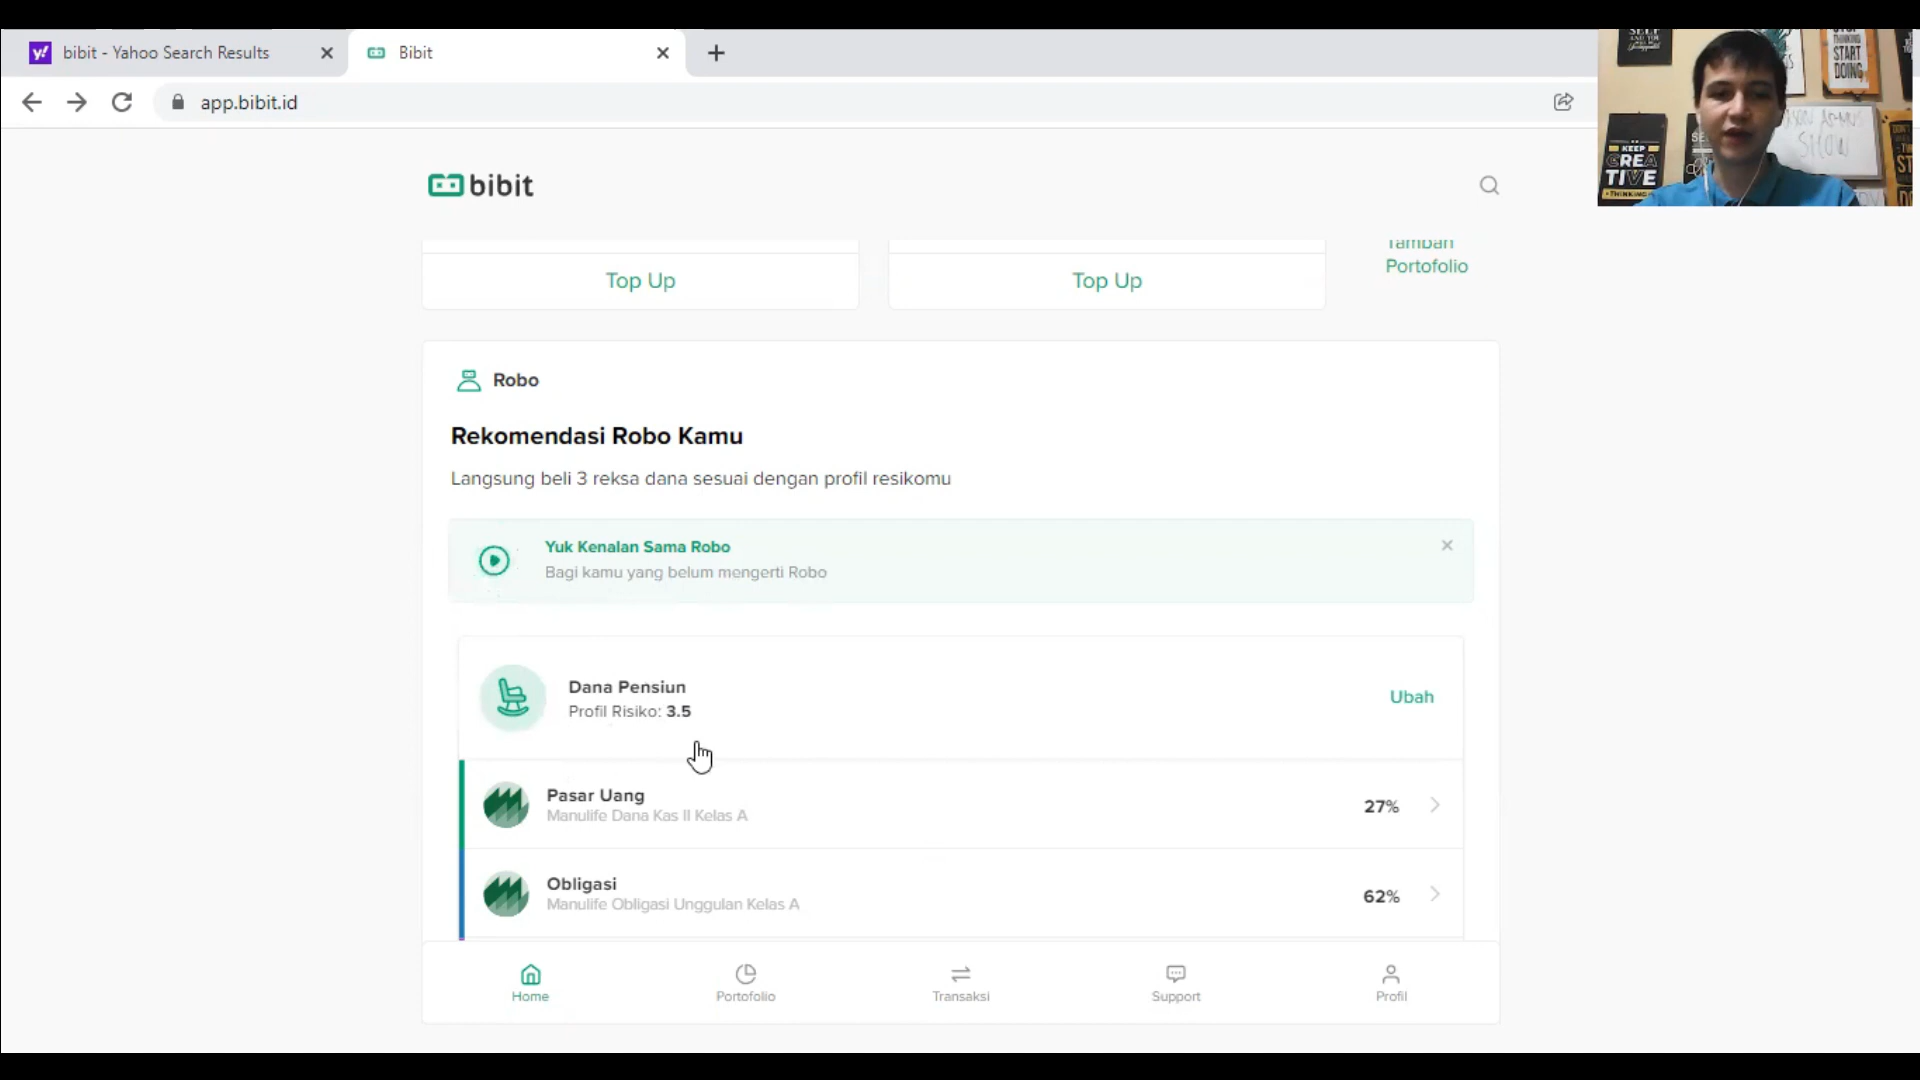 bibit - Yahoo Search Results
Bibit
app.bibit.id
bibit
Top Up
Top Up
Tambah
Portofolio
Robo
Rekomendasi Robo Kamu
Langsung beli 3 reksa dana sesuai dengan profil resikomu
Yuk Kenalan Sama Robo
Bagi kamu yang belum mengerti Robo
Dana Pensiun
Profil Risiko: 3.5
Ubah
Pasar Uang
Manulife Dana Kas II Kelas A
27%
Obligasi
Manulife Obligasi Unggulan Kelas A
62%
Home
Portofolio
Transaksi
Support
Profil
THINKING
START
DOING
KEEP
CREA
TIVE
THINKING
SHOW